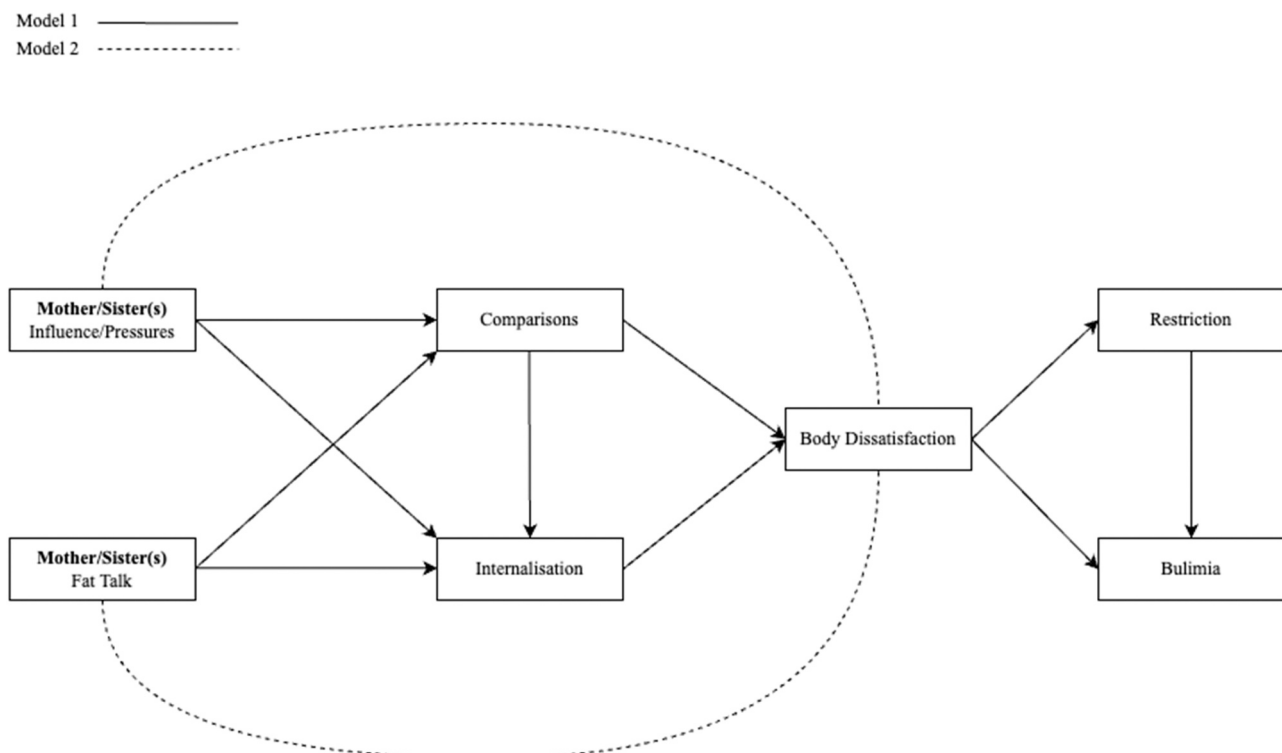 Model 1
Model 2
Mother/Sister(s)
Influence/Pressures
Comparisons
Restriction
Body Dissatisfaction
Mother/Sister(s)
Fat Talk
Internalisation
Bulimia